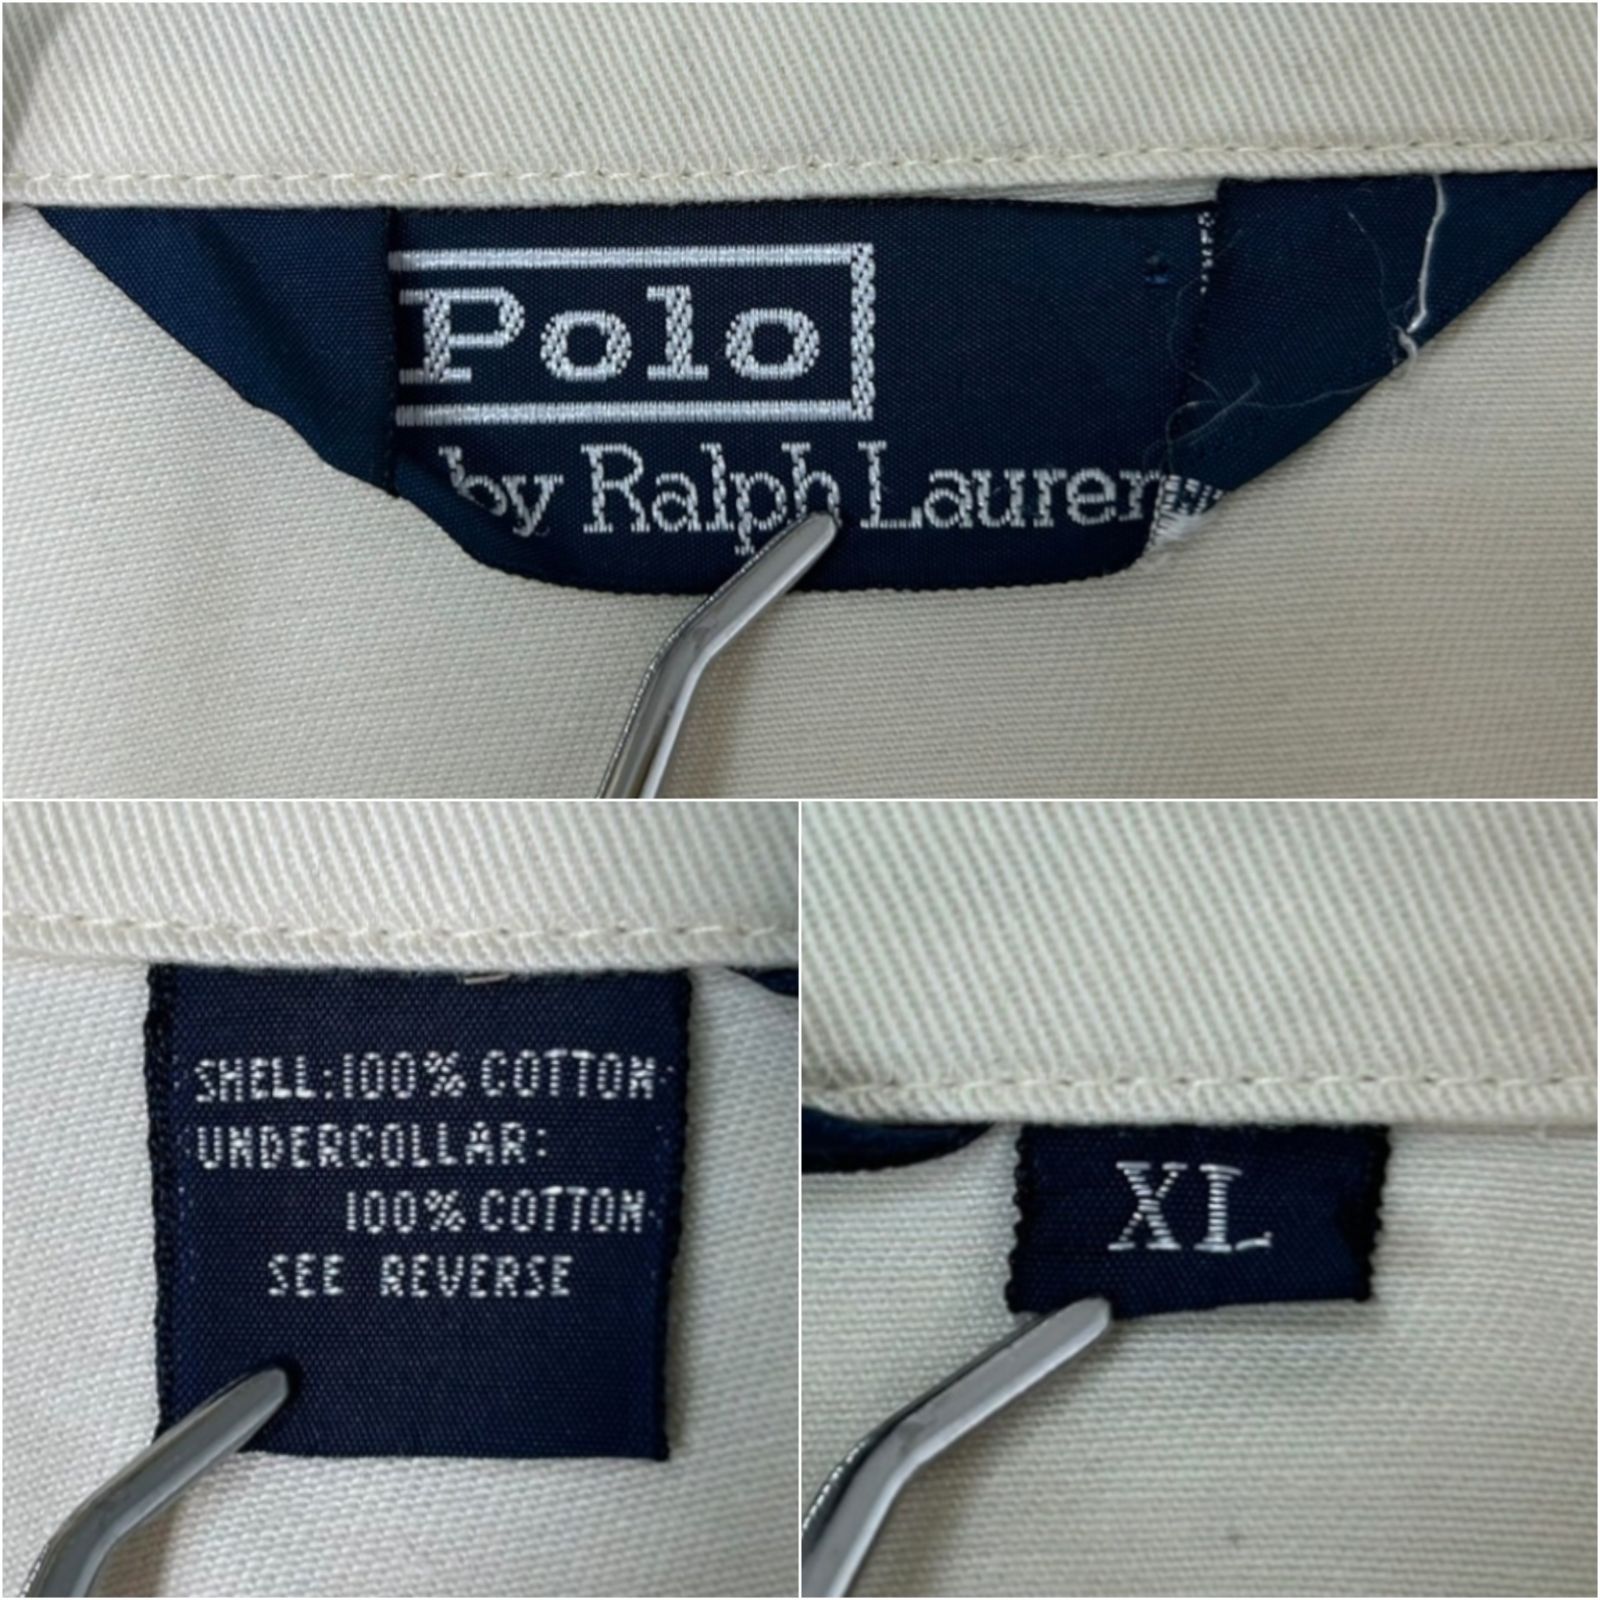 Polo
by Ralph Lauren
SHELL: 100% COTTON
UNDERCOLLAR:
100% COTTON
SEE REVERSE
XL